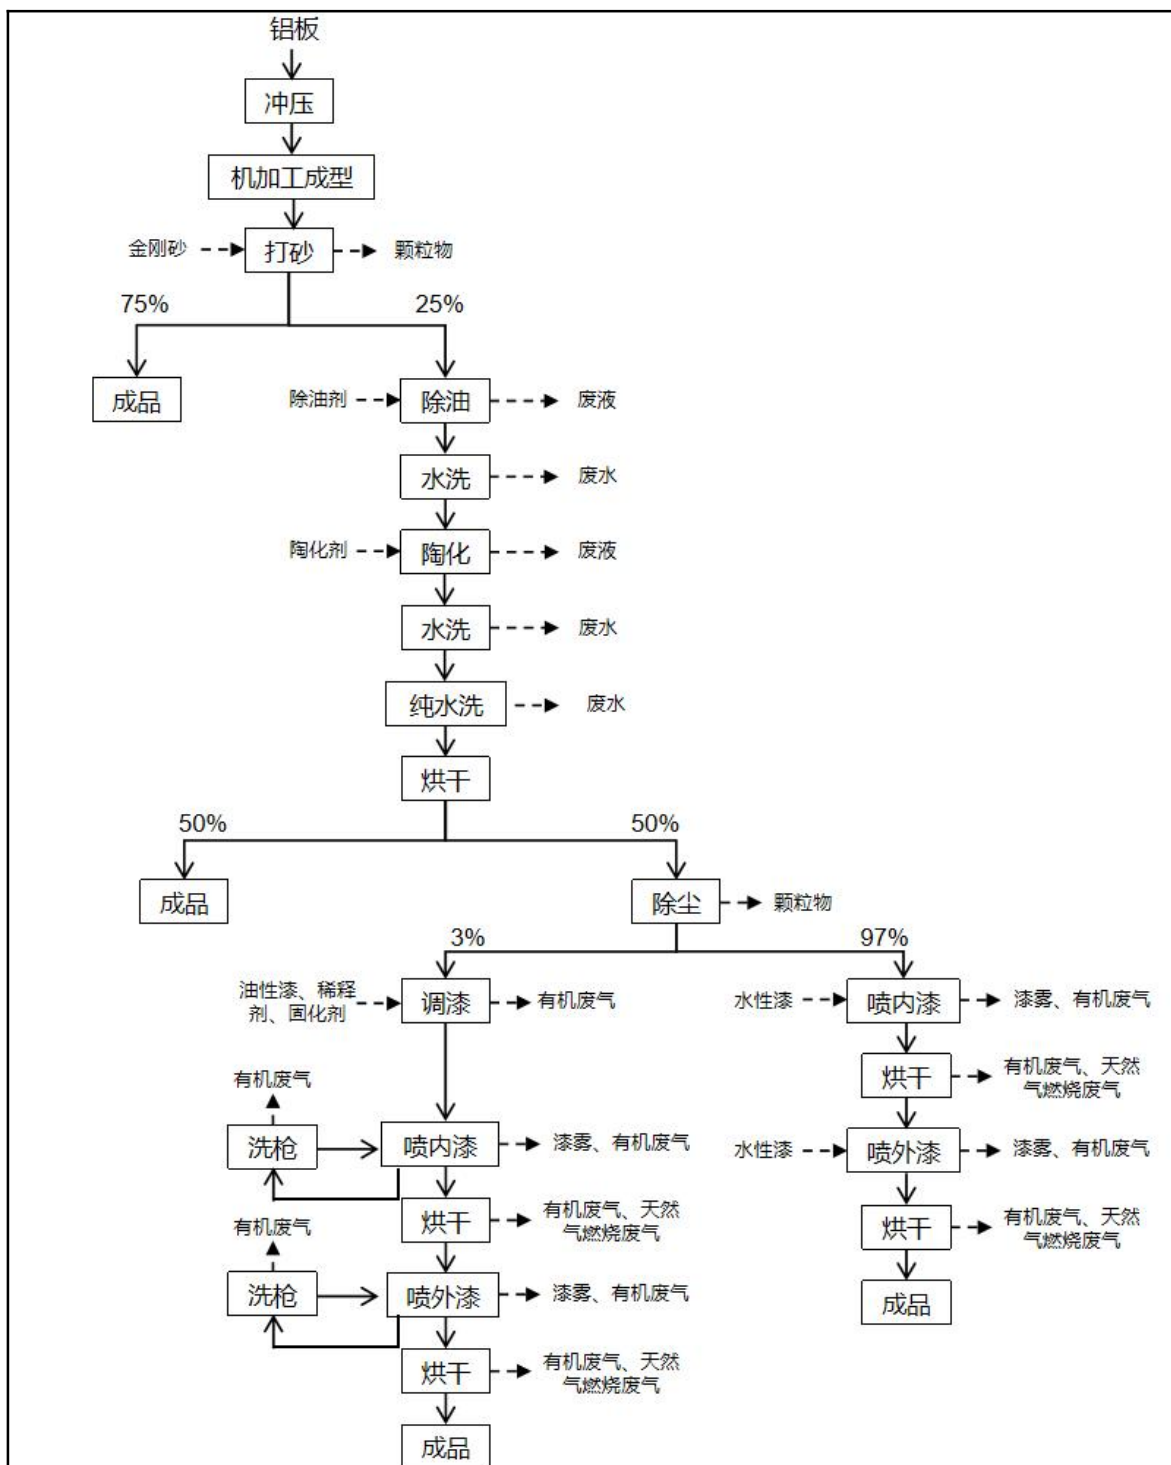 铝板
冲压
机加工成型
金刚砂
打砂
颗粒物
75%
25%
成品
除油剂
除油
废液
水洗
废水
陶化剂
陶化
废液
水洗
废水
纯水洗
废水
烘干
50%
50%
成品
除尘
颗粒物
3%
97%
油性漆、稀释
剂、固化剂
调漆
有机废气
水性漆
喷内漆
漆雾、有机废气
烘干
有机废气、天然
气燃烧废气
有机废气
洗枪
喷内漆
漆雾、有机废气
水性漆
喷外漆
漆雾、有机废气
烘干
有机废气、天然
气燃烧废气
烘干
有机废气、天然
气燃烧废气
有机废气
洗枪
喷外漆
漆雾、有机废气
成品
烘干
有机废气、天然
气燃烧废气
成品